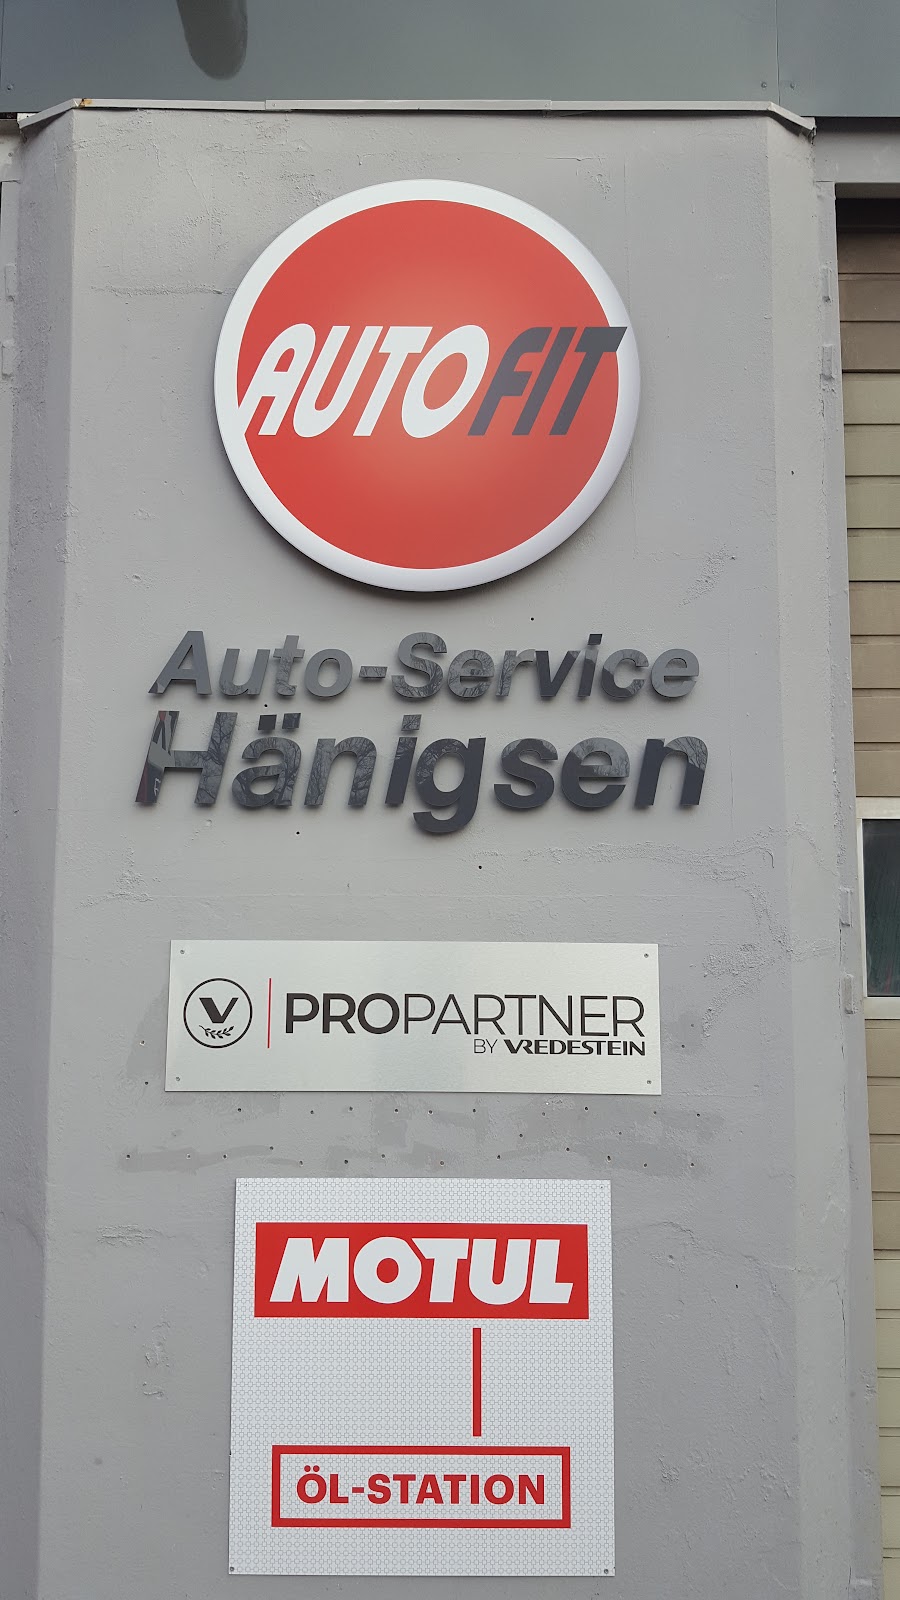 AUTOFIT
Auto-Service
Hänigsen
V PROPARTNER
BY VREDESTEIN
MOTUL
ÖL-STATION